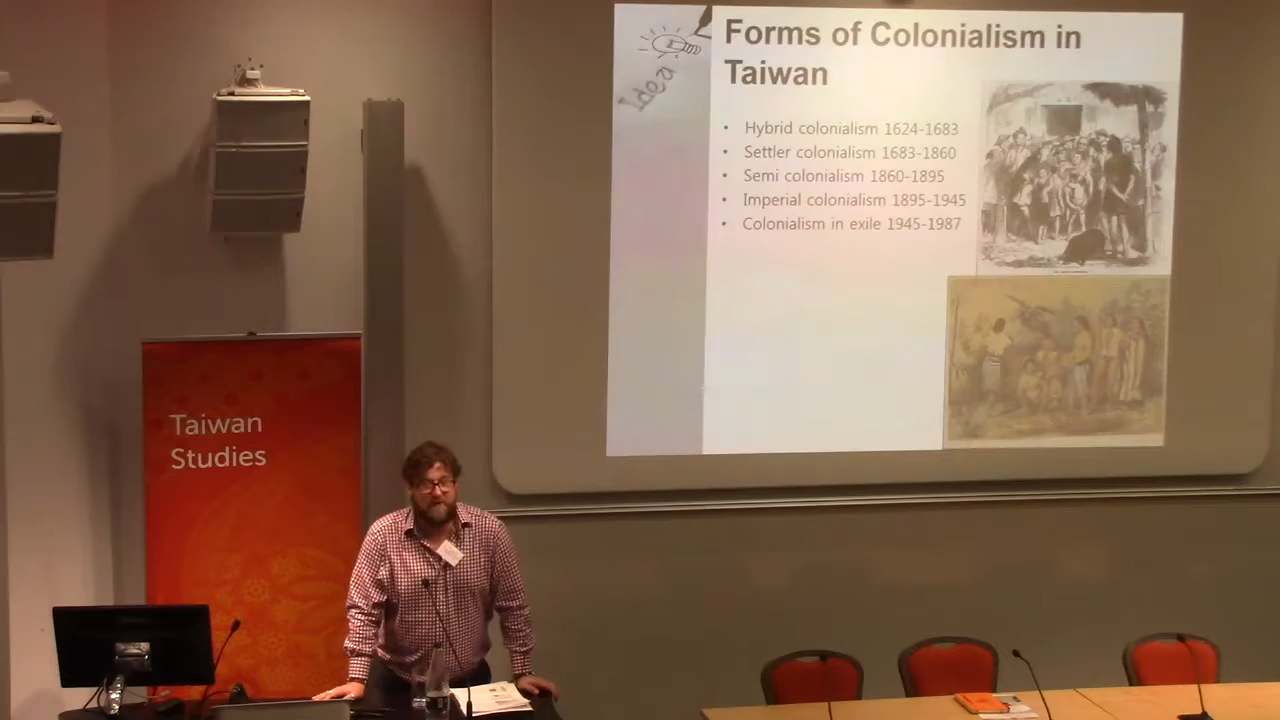 Idea
Forms of Colonialism in
Taiwan
• Hybrid colonialism 1624-1683
• Settler colonialism 1683-1860
• Semi colonialism 1860-1895
• Imperial colonialism 1895-1945
• Colonialism in exile 1945-1987
Taiwan
Studies